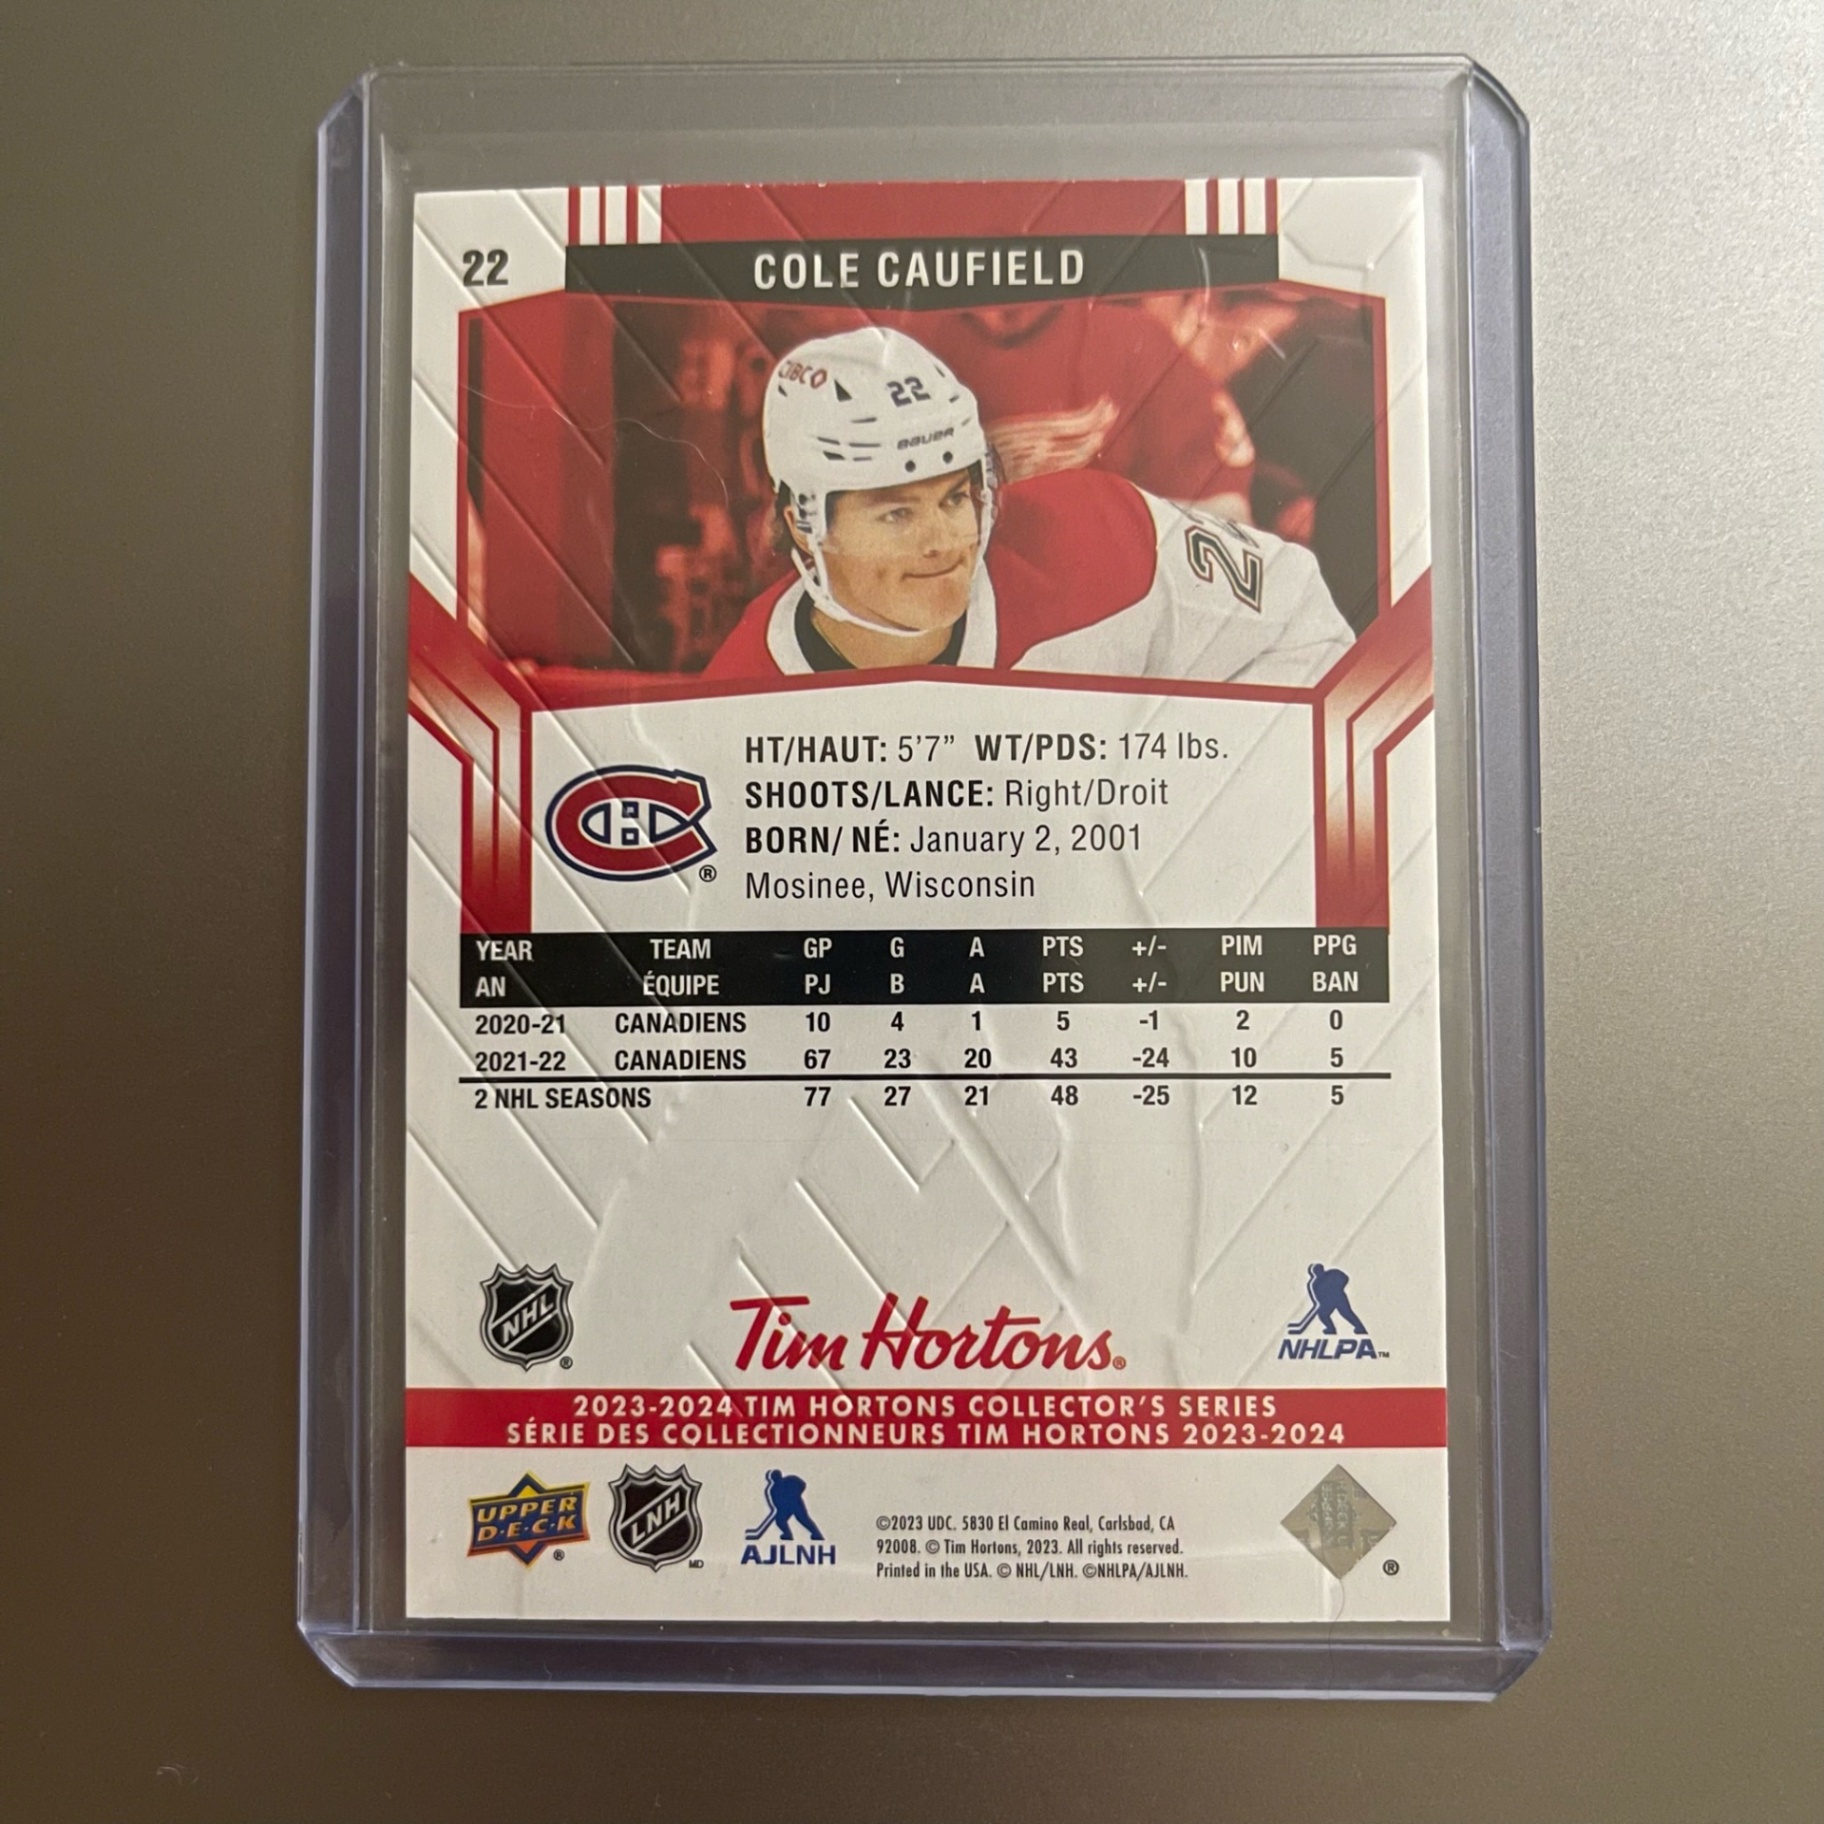 22
COLE CAUFIELD
CIBC
22
BAUER
22
HT/HAUT: 5'7" WT/PDS: 174 lbs.
SHOOTS/LANCE: Right/Droit
BORN/ NÉ: January 2, 2001
Mosinee, Wisconsin
®
YEAR TEAM GP G A PTS +/- PIM PPG
AN ÉQUIPE PJ B A PTS +/- PUN BAN
2020-21 CANADIENS 10 4 1 5 -1 2 0
2021-22 CANADIENS 67 23 20 43 -24 10 5
2 NHL SEASONS 77 27 21 48 -25 12 5
NHL ®
Tim Hortons®
NHLPA™
2023-2024 TIM HORTONS COLLECTOR'S SERIES
SÉRIE DES COLLECTIONNEURS TIM HORTONS 2023-2024
UPPER
D·E·C·K ®
LNH MD
AJLNH
©2023 UDC. 5830 El Camino Real, Carlsbad, CA
92008. © Tim Hortons, 2023. All rights reserved.
Printed in the USA. © NHL/LNH. ©NHLPA/AJLNH.
®